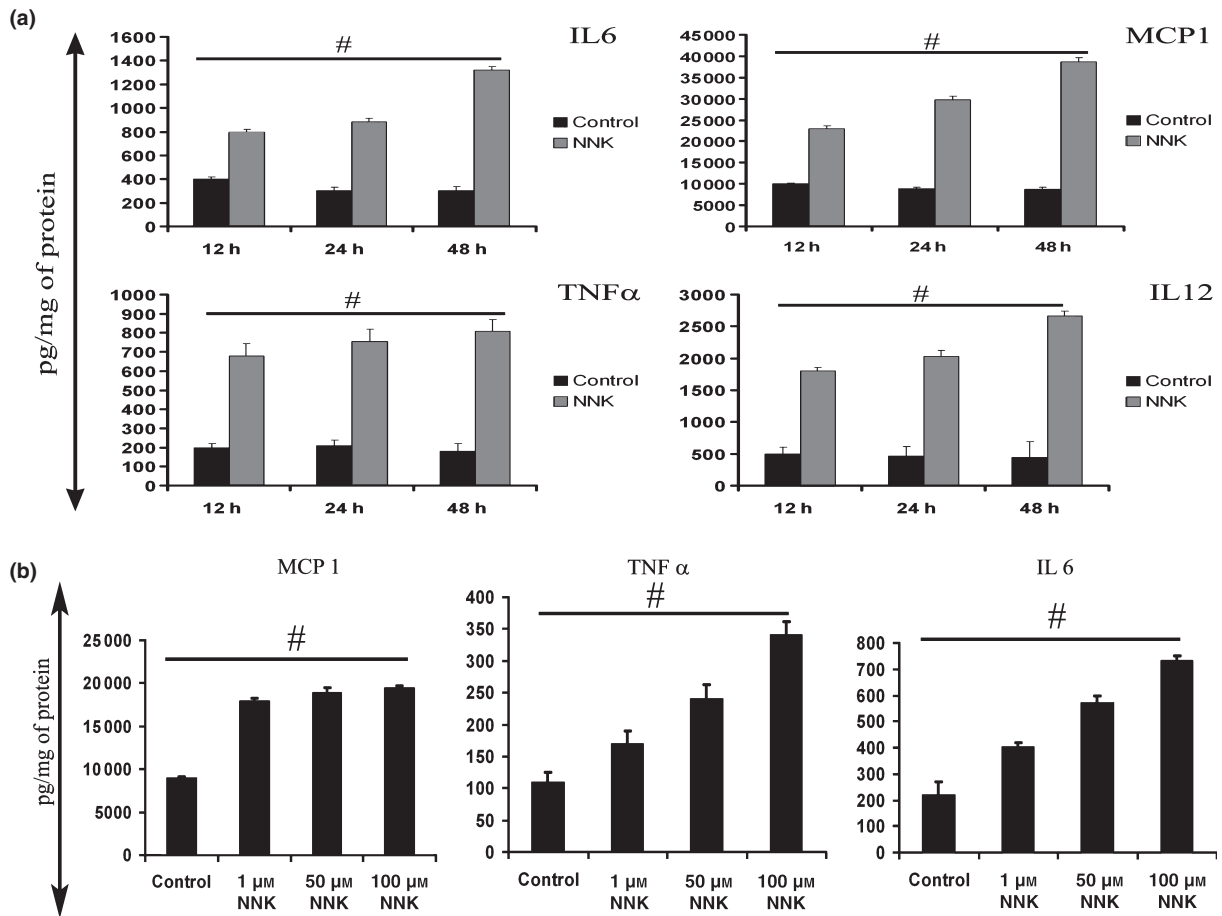 (a)
pg/mg of protein
IL6
#
1600
1400
1200
1000
800
600
400
200
0
12 h 24 h 48 h
Control
NNK
MCP1
#
45000
40000
35000
30000
25000
20000
15000
10000
5000
0
12 h 24 h 48 h
Control
NNK
TNFα
#
1000
900
800
700
600
500
400
300
200
100
0
12 h 24 h 48 h
Control
NNK
IL12
#
3000
2500
2000
1500
1000
500
0
12 h 24 h 48 h
Control
NNK
(b)
pg/mg of protein
MCP 1
#
25 000
20 000
15 000
10 000
5000
0
Control 1 µM 50 µM 100 µM
NNK NNK NNK
TNF α
#
400
350
300
250
200
150
100
50
0
Control 1 µM 50 µM 100 µM
NNK NNK NNK
IL 6
#
800
700
600
500
400
300
200
100
0
Control 1 µM 50 µM 100 µM
NNK NNK NNK